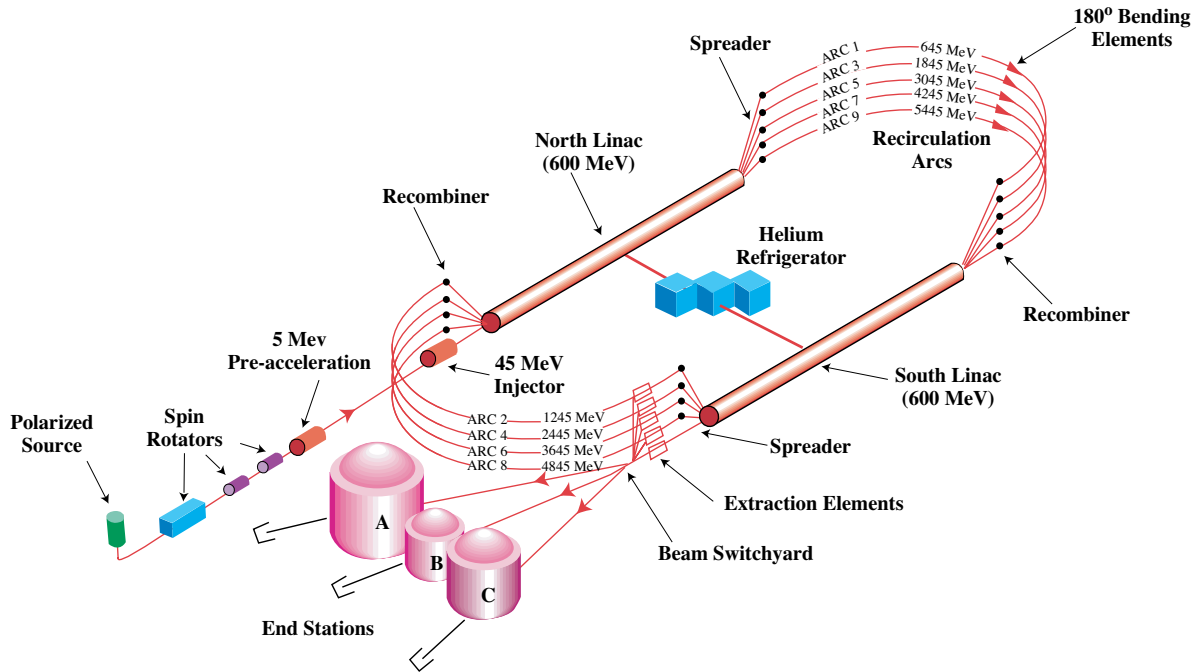 180o Bending
Elements
Spreader
ARC 1 645 MeV
ARC 3 1845 MeV
ARC 5 3045 MeV
ARC 7 4245 MeV
ARC 9 5445 MeV
Recirculation
Arcs
North Linac
(600 MeV)
Recombiner
Helium
Refrigerator
Recombiner
5 Mev
Pre-acceleration
45 MeV
Injector
South Linac
(600 MeV)
Polarized
Source
Spin
Rotators
ARC 2 1245 MeV
ARC 4 2445 MeV
ARC 6 3645 MeV
ARC 8 4845 MeV
Spreader
Extraction Elements
Beam Switchyard
A
B
C
End Stations